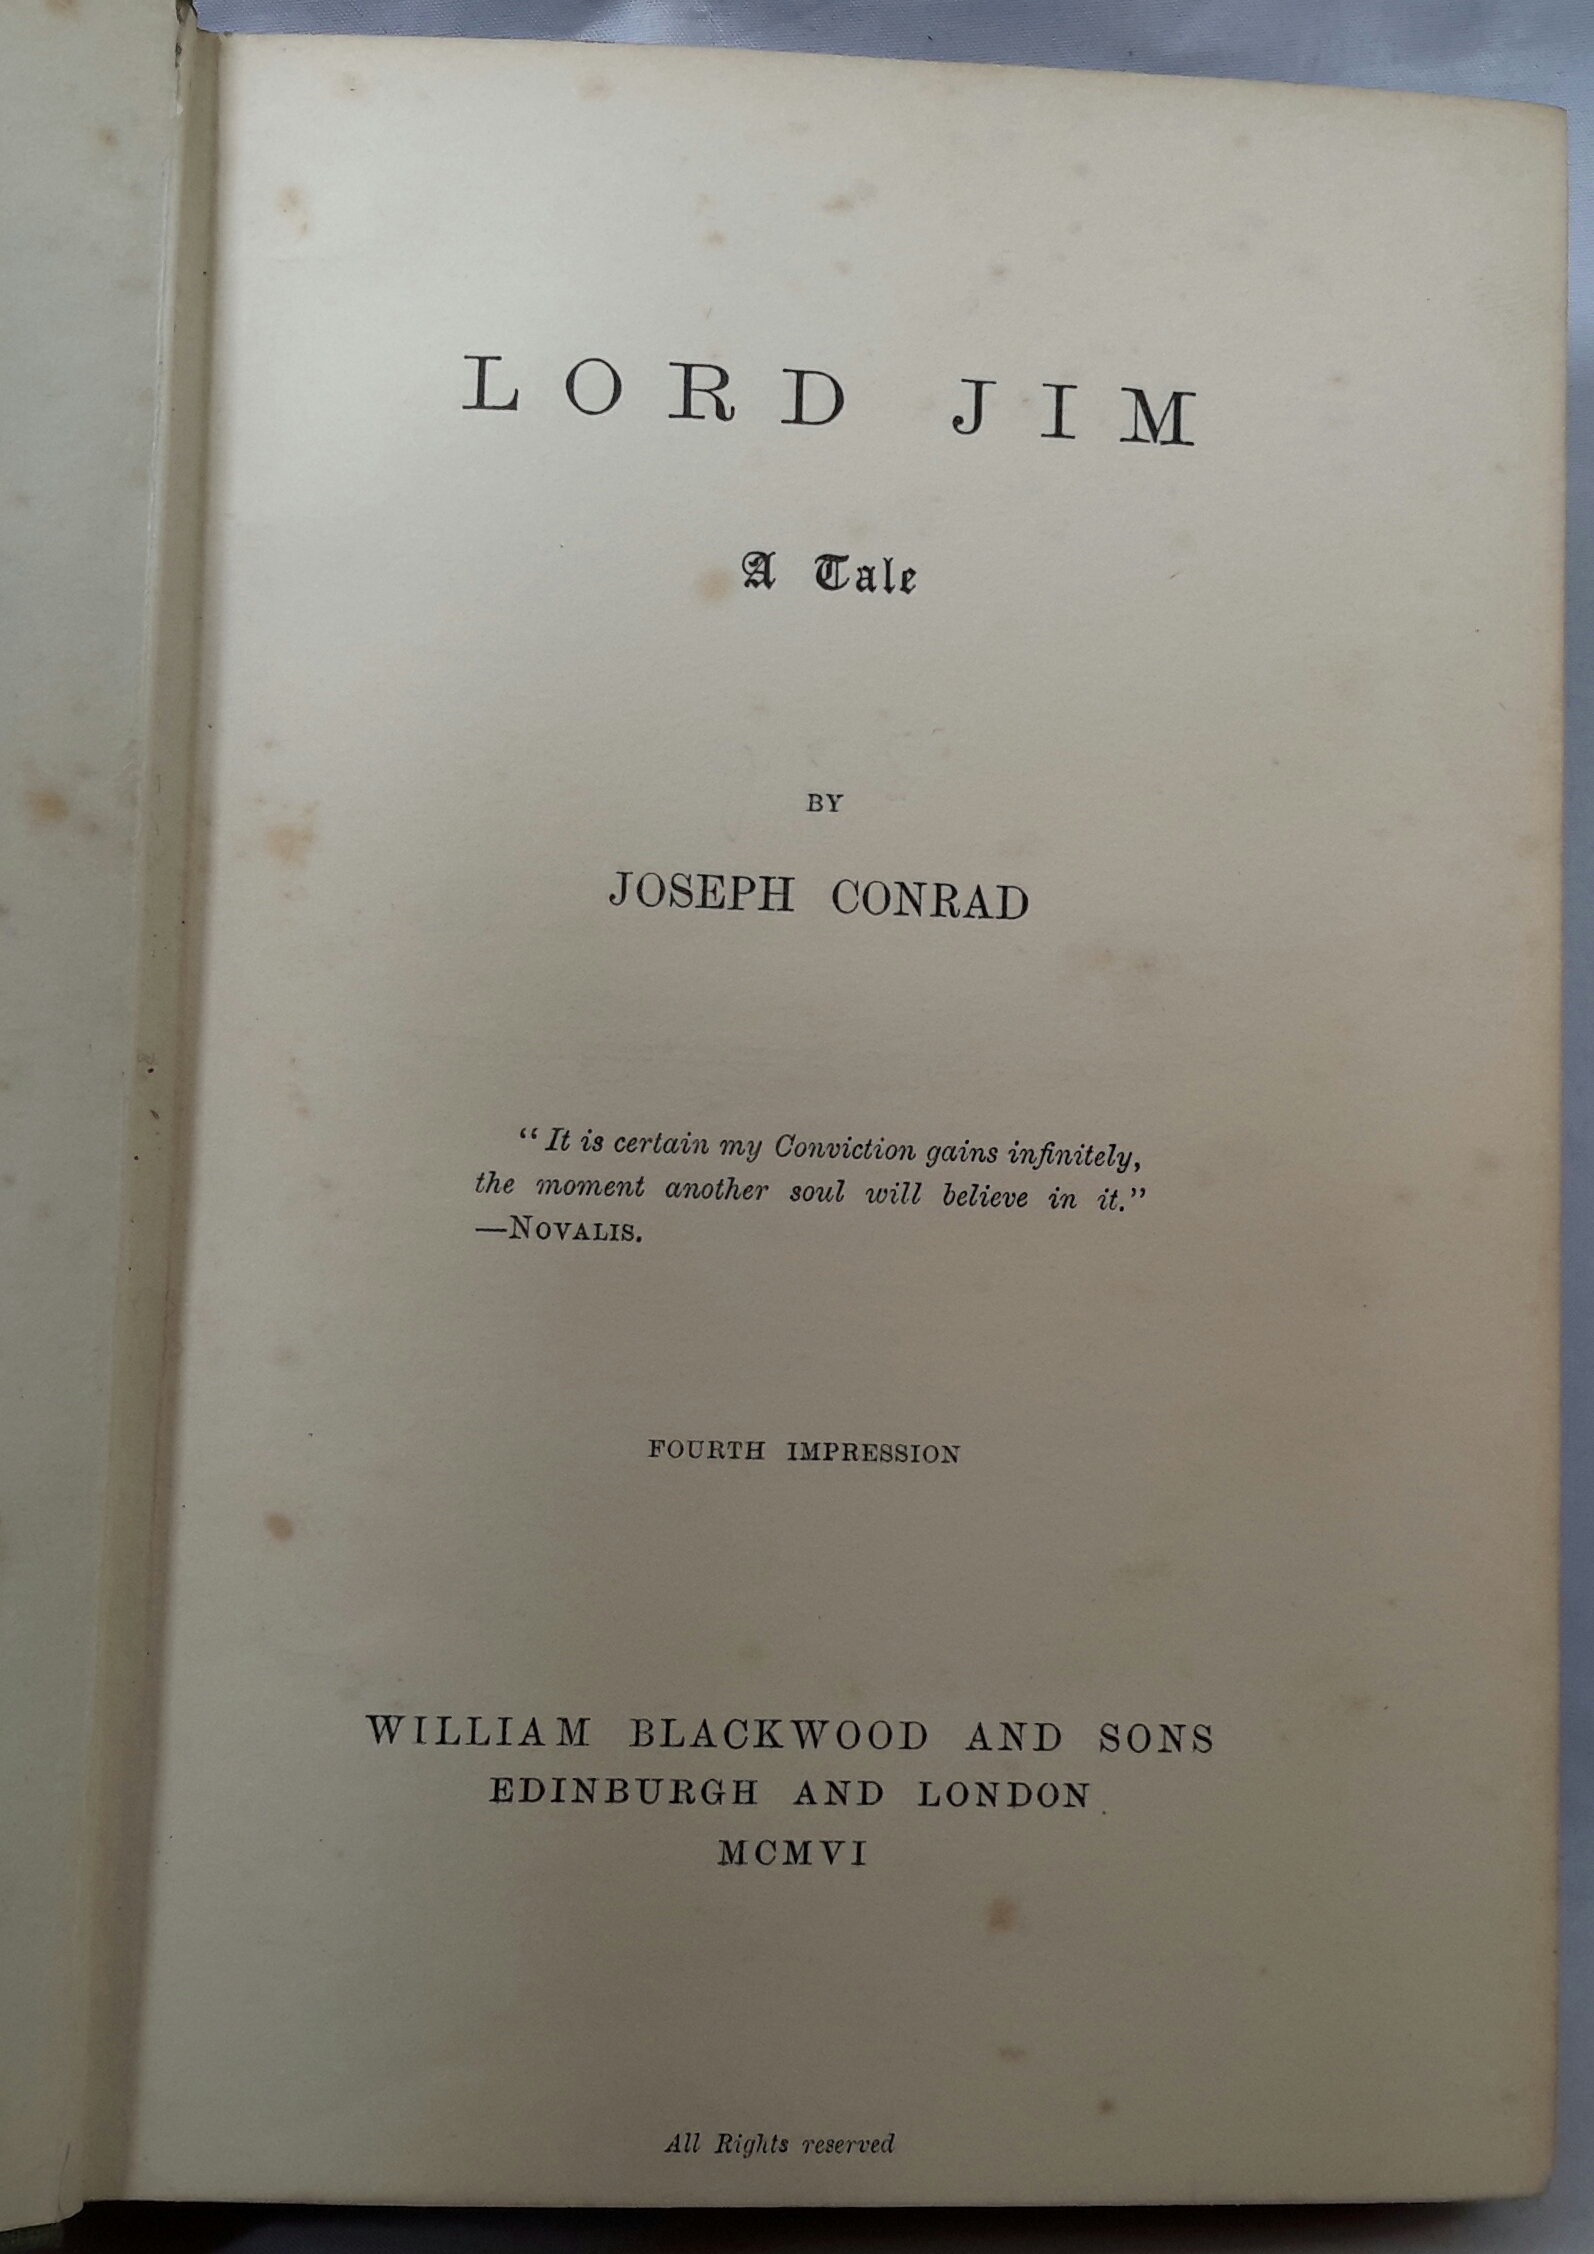 LORD JIM
A Tale
BY
JOSEPH CONRAD
“It is certain my Conviction gains infinitely,
the moment another soul will believe in it.”
—NOVALIS.
FOURTH IMPRESSION
WILLIAM BLACKWOOD AND SONS
EDINBURGH AND LONDON
MCMVI
All Rights reserved